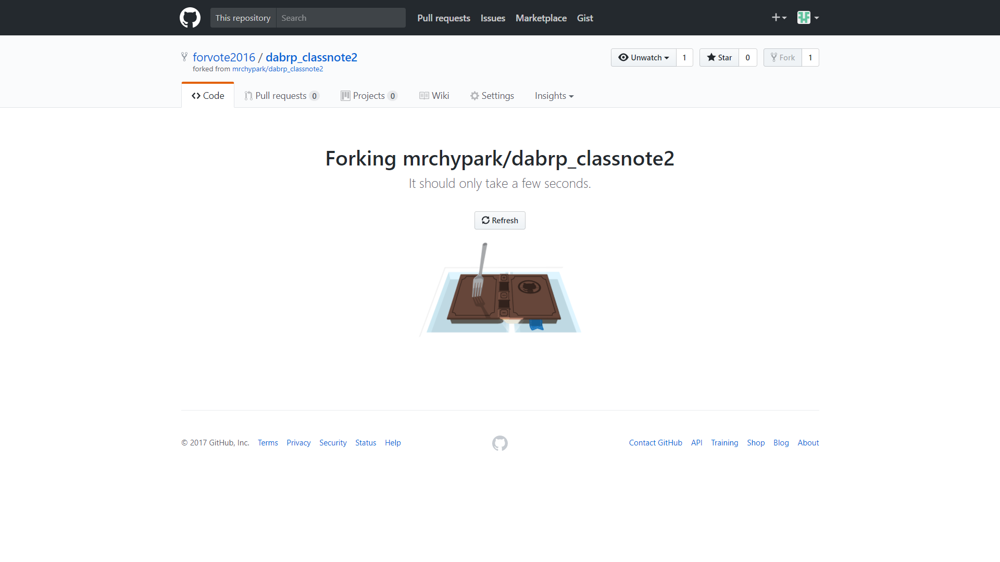 This repository Search Pull requests Issues Marketplace Gist
forvote2016 / dabrp_classnote2 Unwatch 1 Star 0 Fork 1
forked from mrchypark/dabrp_classnote2
Code Pull requests 0 Projects 0 Wiki Settings Insights
Forking mrchypark/dabrp_classnote2
It should only take a few seconds.
Refresh
© 2017 GitHub, Inc. Terms Privacy Security Status Help Contact GitHub API Training Shop Blog About